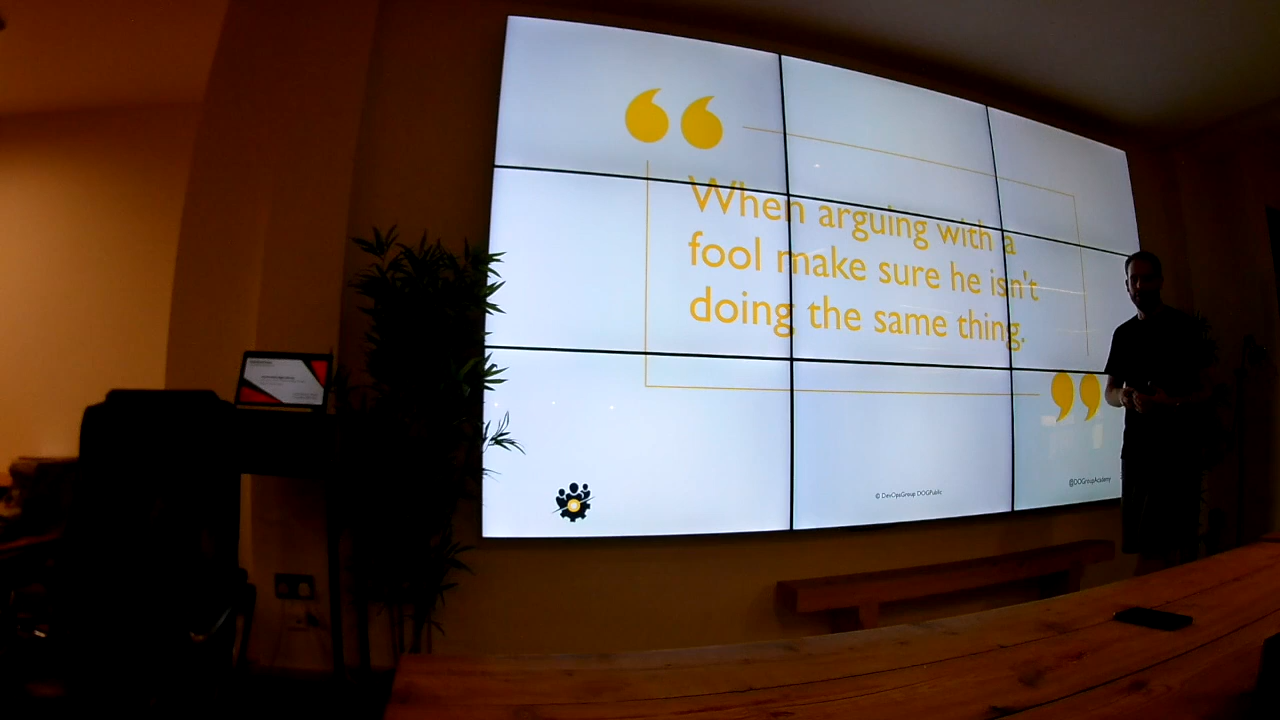 When arguing with a
fool make sure he isn't
doing the same thing.
© DevOpsGroup DOGPublic
@DOGroupAcademy